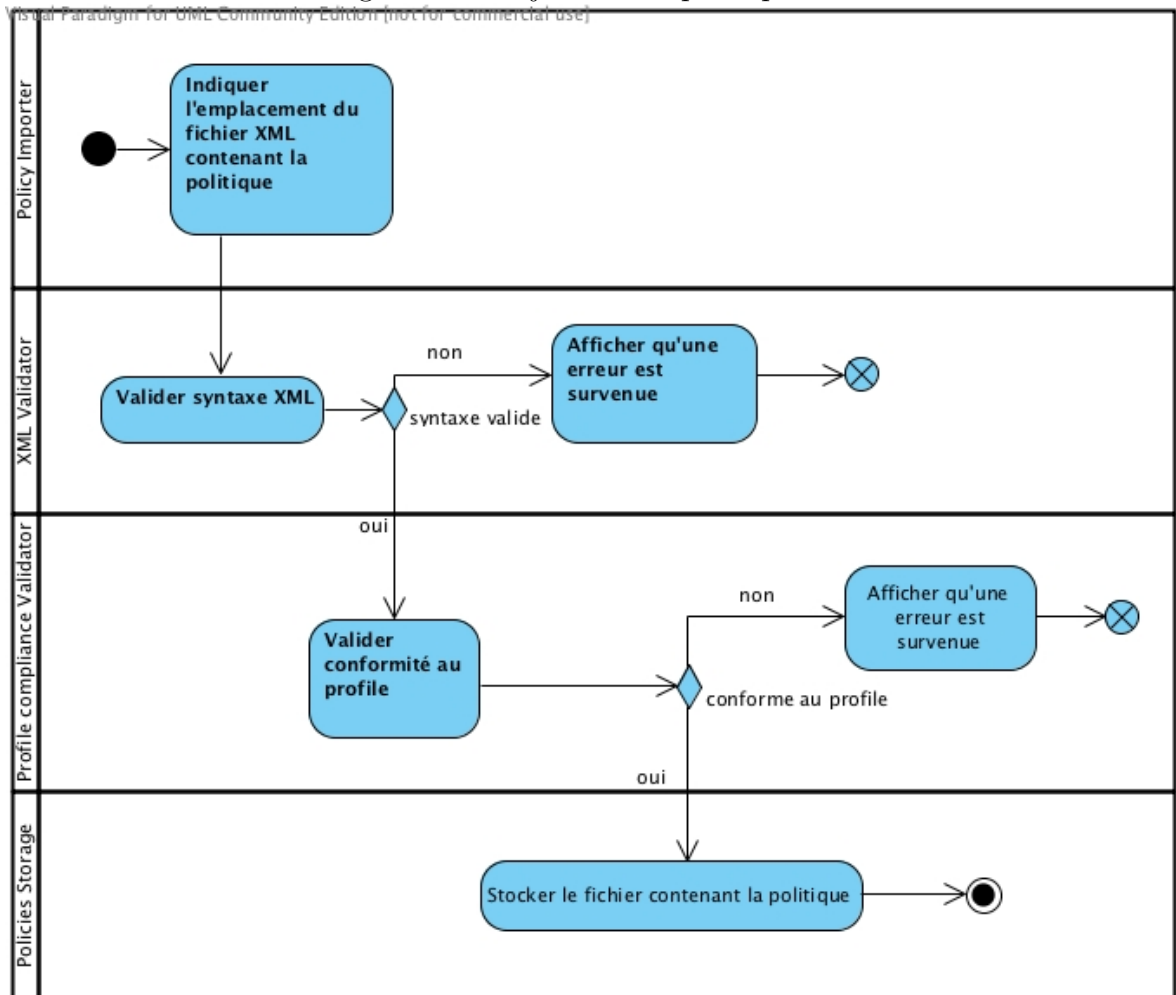 Visual Paradigm for UML Community Edition [not for commercial use]
Policy Importer
Indiquer
l'emplacement du
fichier XML
contenant la
politique
XML Validator
Valider syntaxe XML
non
syntaxe valide
Afficher qu'une
erreur est
survenue
oui
Profile compliance Validator
Valider
conformité au
profile
non
conforme au profile
Afficher qu'une
erreur est
survenue
oui
Policies Storage
Stocker le fichier contenant la politique